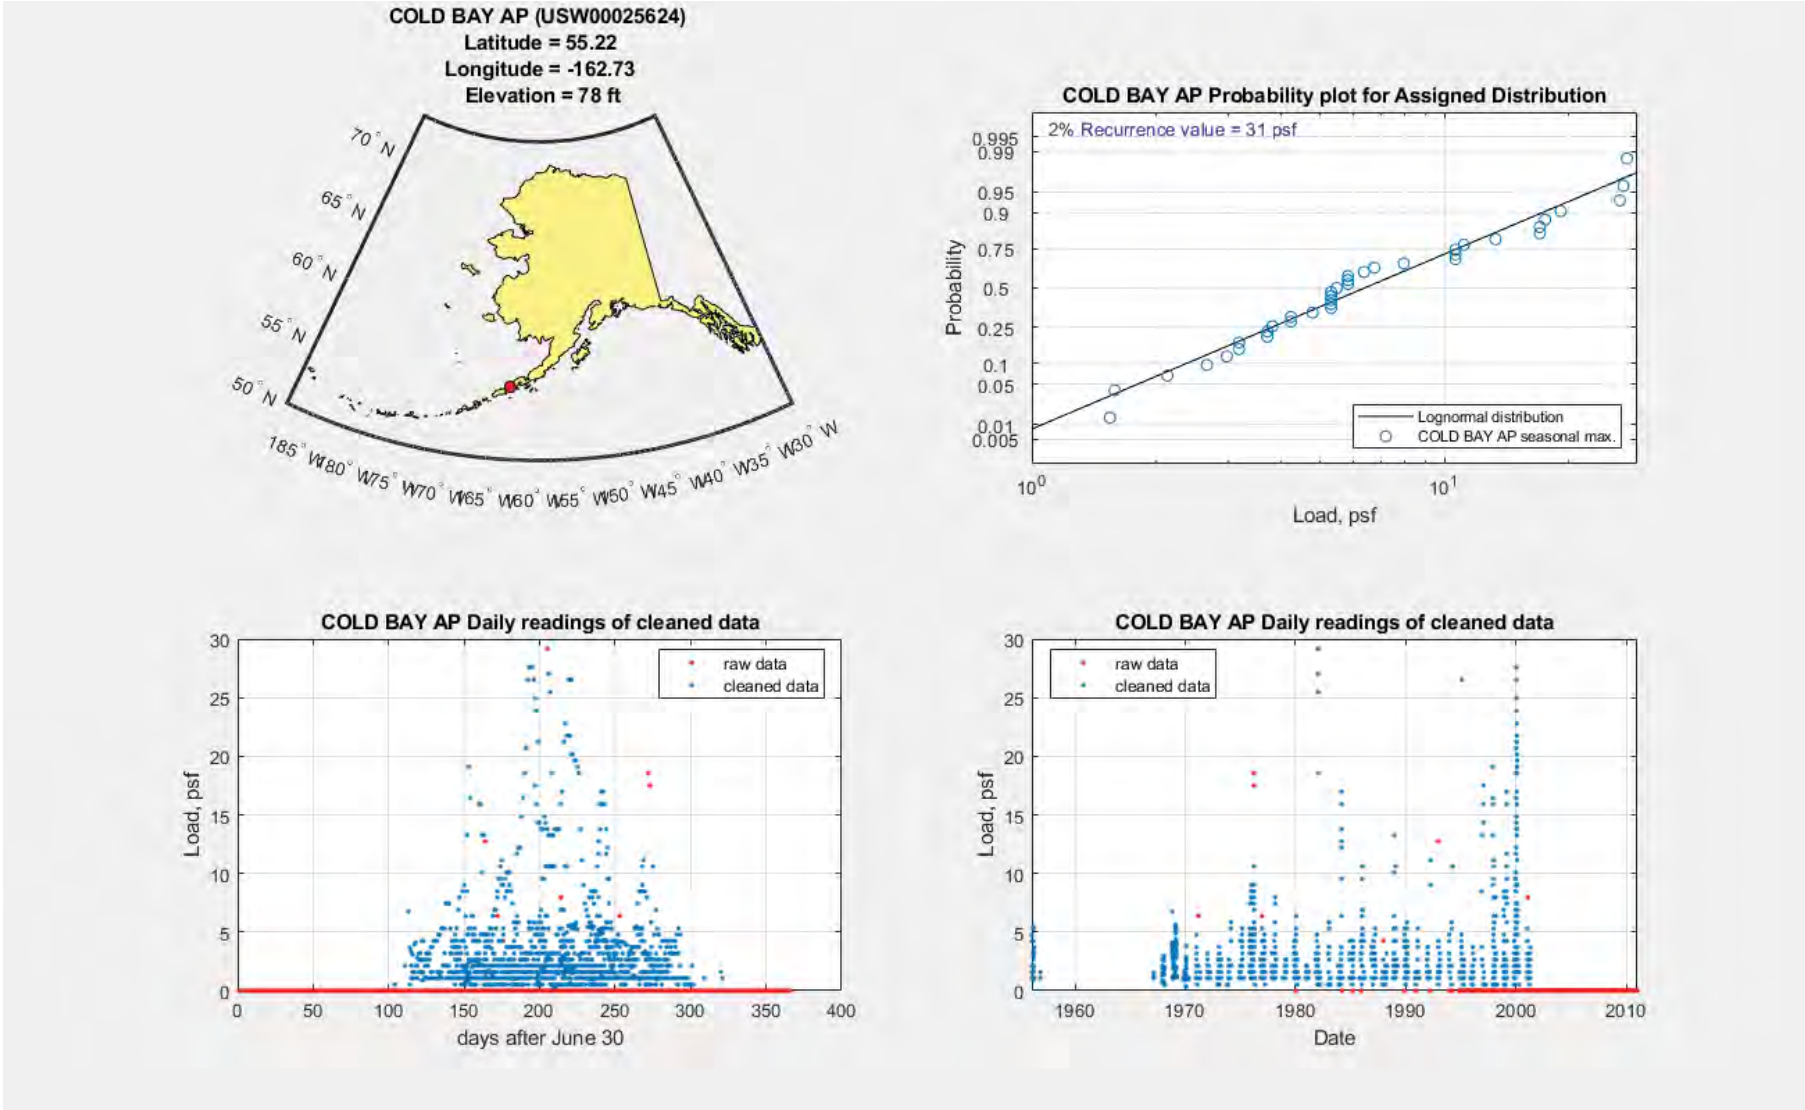 COLD BAY AP (USW00025624)
Latitude = 55.22
Longitude = -162.73
Elevation = 78 ft
70° N
65° N
60° N
55° N
50° N
185° W
180° W
175° W
170° W
165° W
160° W
155° W
150° W
145° W
140° W
135° W
130° W
COLD BAY AP Probability plot for Assigned Distribution
2% Recurrence value = 31 psf
0.995
0.99
0.95
0.9
0.75
0.5
0.25
0.1
0.05
0.01
0.005
Probability
Lognormal distribution
COLD BAY AP seasonal max.
10^0
10^1
Load, psf
COLD BAY AP Daily readings of cleaned data
raw data
cleaned data
30
25
20
15
10
5
0
Load, psf
0 50 100 150 200 250 300 350 400
days after June 30
COLD BAY AP Daily readings of cleaned data
raw data
cleaned data
30
25
20
15
10
5
0
Load, psf
1960 1970 1980 1990 2000 2010
Date